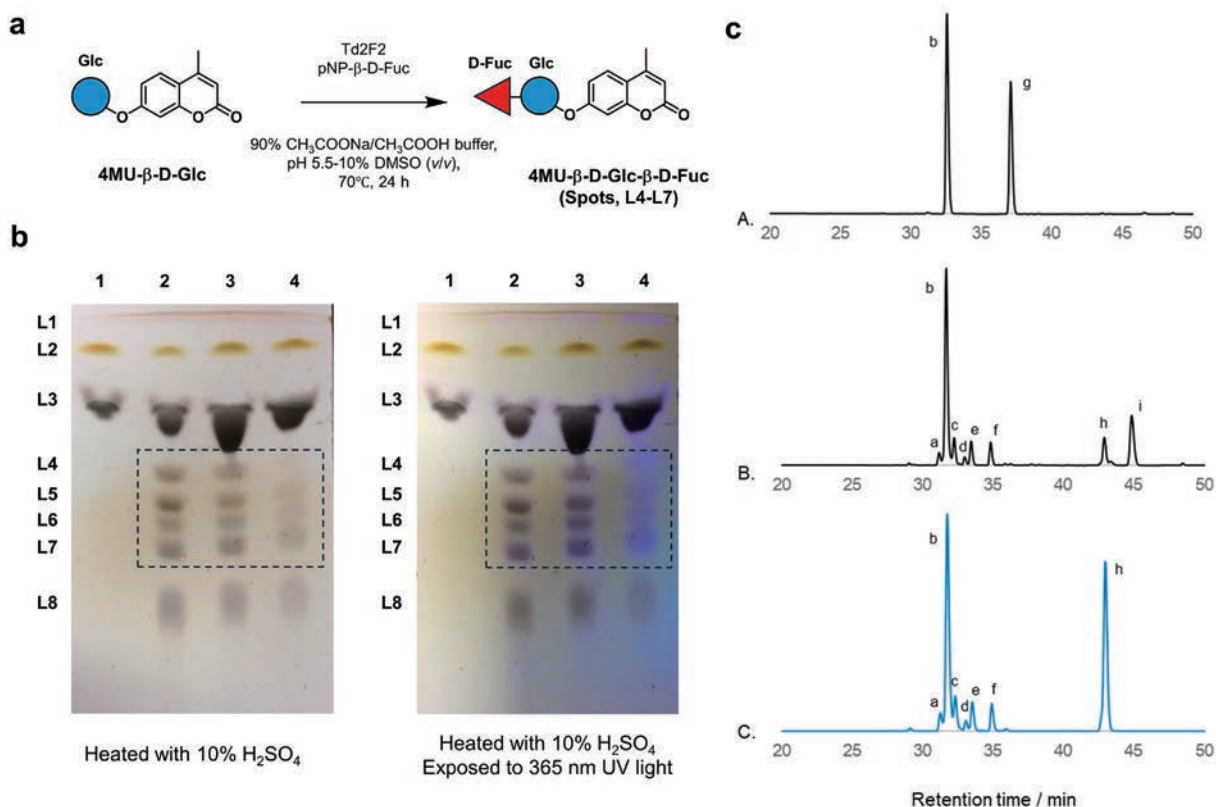 a
Glc
O
O
O
4MU-β-D-Glc
Td2F2
pNP-β-D-Fuc
90% CH₃COONa/CH₃COOH buffer,
pH 5.5-10% DMSO (v/v),
70℃, 24 h
D-Fuc Glc
O
O
O
4MU-β-D-Glc-β-D-Fuc
(Spots, L4-L7)
b
1 2 3 4
L1
L2
L3
L4
L5
L6
L7
L8
Heated with 10% H₂SO₄
1 2 3 4
L1
L2
L3
L4
L5
L6
L7
L8
Heated with 10% H₂SO₄
Exposed to 365 nm UV light
c
b
g
A.
20 25 30 35 40 45 50
b
a c d e f h i
B.
20 25 30 35 40 45 50
b
a c d e f h
C.
20 25 30 35 40 45 50
Retention time / min